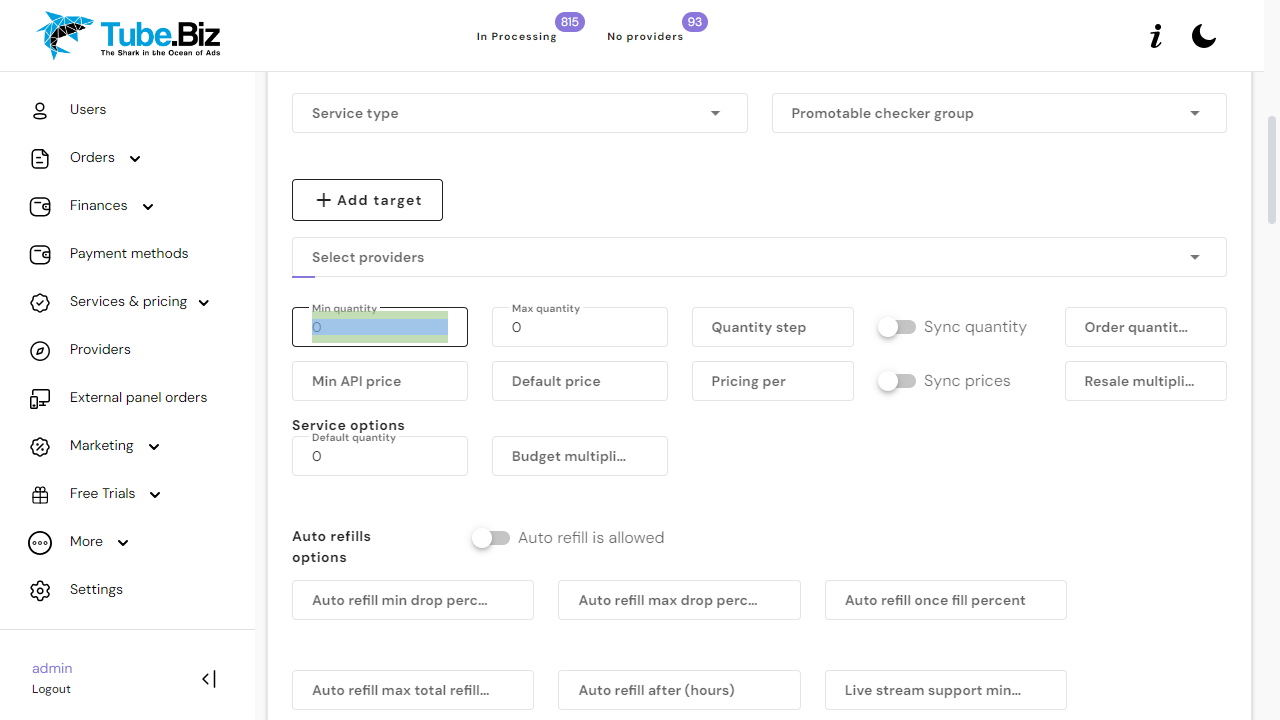 Tube.Biz
The Shark in the Ocean of Ads
In Processing 815
No providers 93
Users
Orders
Finances
Payment methods
Services & pricing
Providers
External panel orders
Marketing
Free Trials
More
Settings
admin
Logout
Service type
Promotable checker group
Add target
Select providers
Min quantity
0
Max quantity
0
Quantity step
Sync quantity
Order quantit...
Min API price
Default price
Pricing per
Sync prices
Resale multipli...
Service options
Default quantity
0
Budget multipli...
Auto refills
options
Auto refill is allowed
Auto refill min drop perc...
Auto refill max drop perc...
Auto refill once fill percent
Auto refill max total refill...
Auto refill after (hours)
Live stream support min...